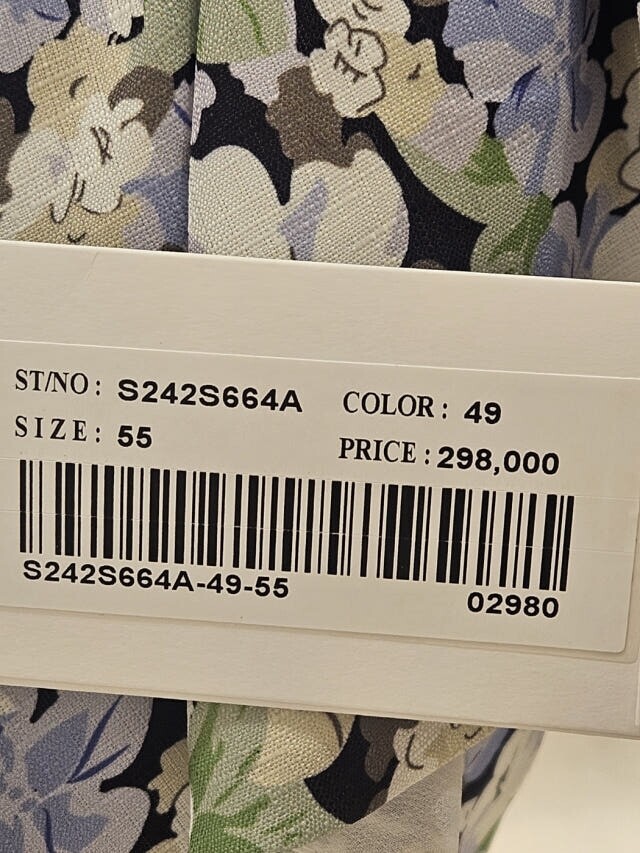 ST/NO: S242S664A COLOR: 49
SIZE: 55 PRICE: 298,000
S242S664A-49-55 02980